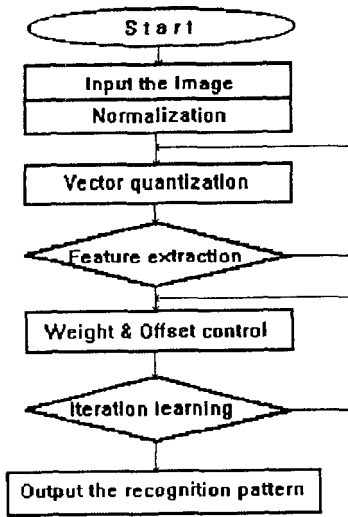 Start
Input the Image
Normalization
Vector quantization
Feature extraction
Weight & Offset control
Iteration learning
Output the recognition pattern